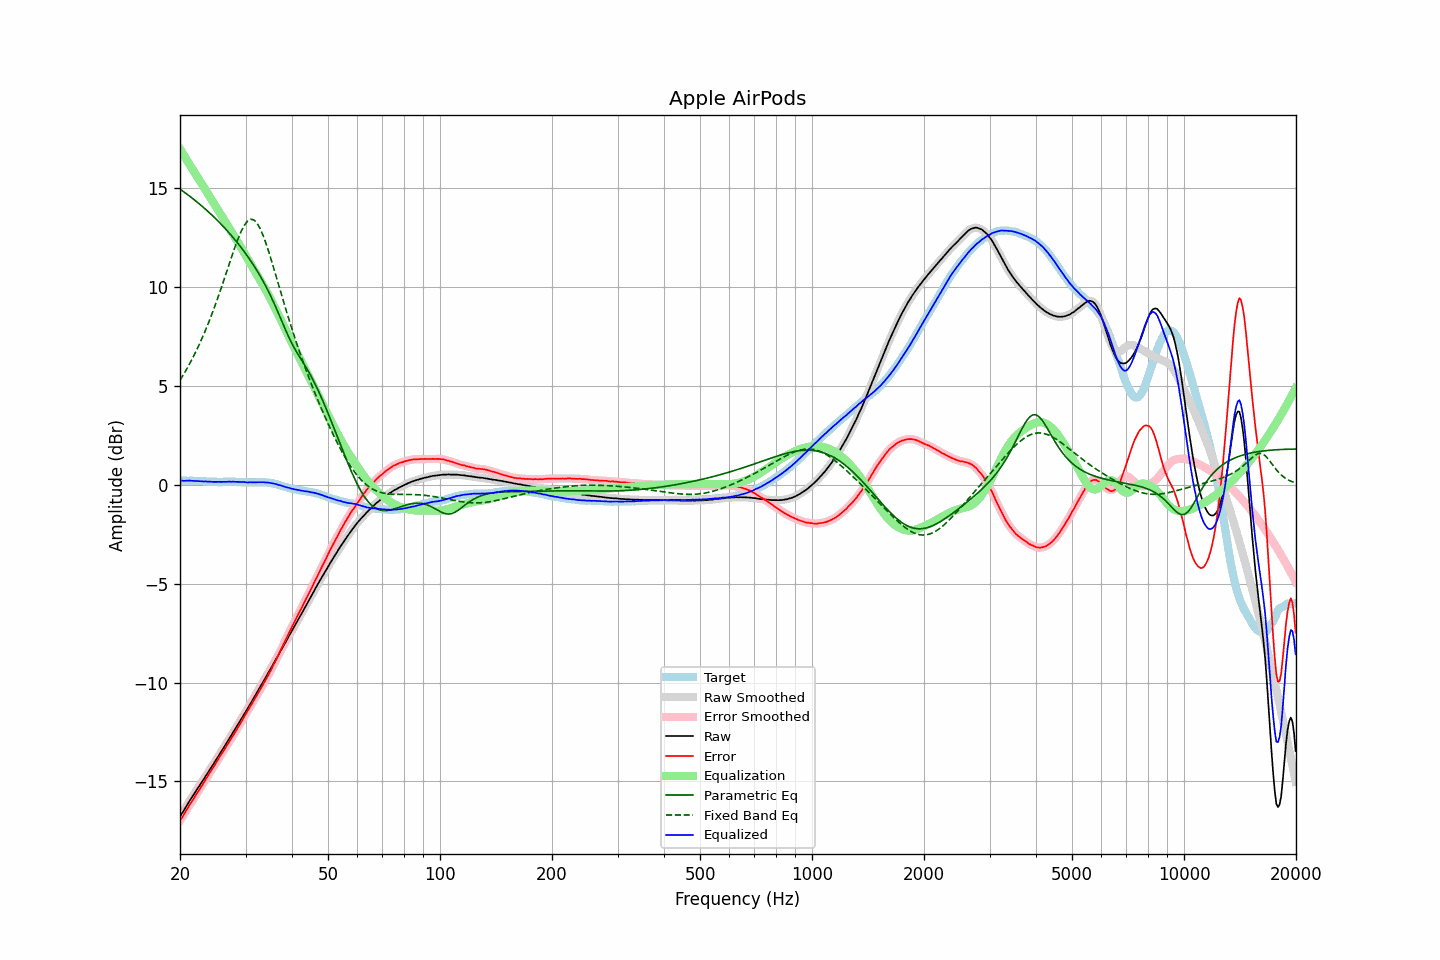 Apple AirPods
Amplitude (dBr)
15
10
5
0
−5
−10
−15
20
50
100
200
500
1000
2000
5000
10000
20000
Frequency (Hz)
Target
Raw Smoothed
Error Smoothed
Raw
Error
Equalization
Parametric Eq
Fixed Band Eq
Equalized